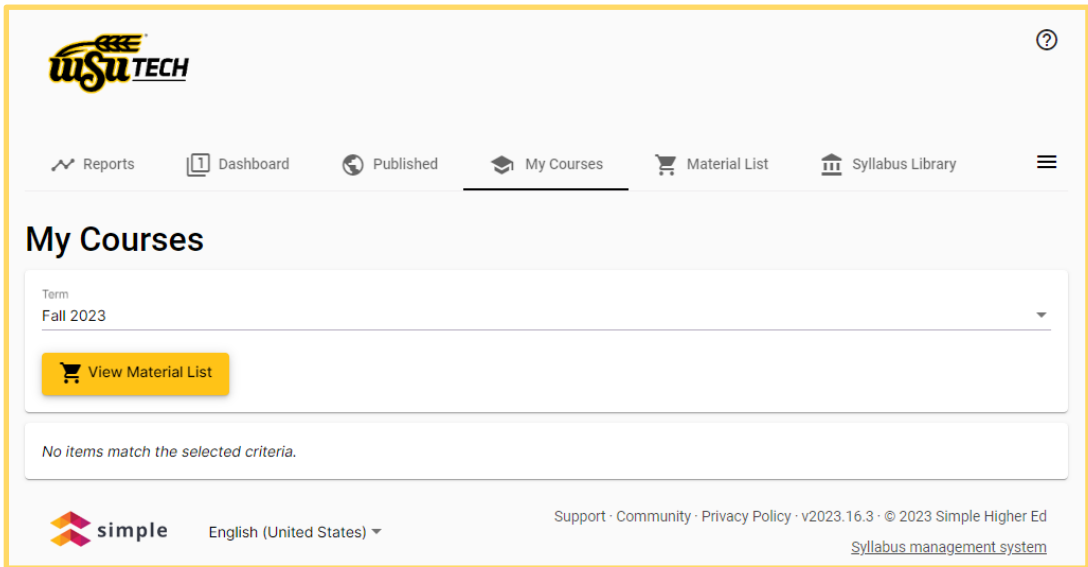 WSU TECH
Reports Dashboard Published My Courses Material List Syllabus Library
My Courses
Term
Fall 2023
View Material List
No items match the selected criteria.
simple English (United States) Support · Community · Privacy Policy · v2023.16.3 · © 2023 Simple Higher Ed
Syllabus management system